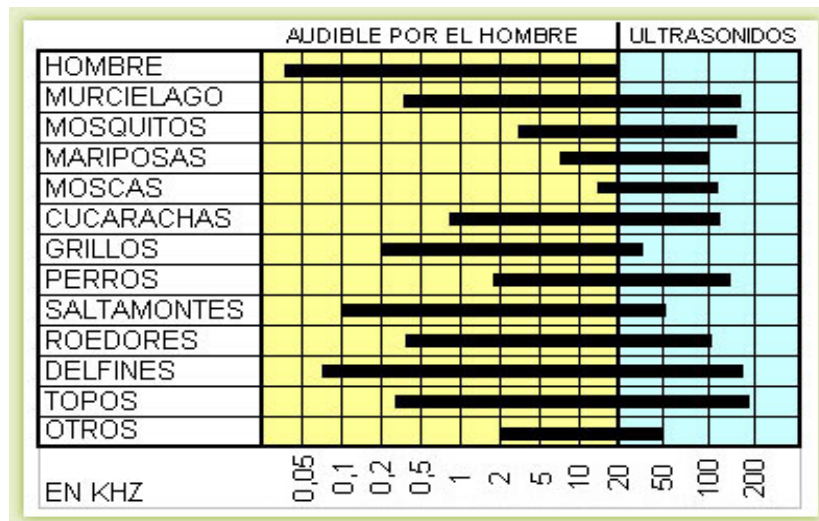 AUDIBLE POR EL HOMBRE ULTRASONIDOS
HOMBRE
MURCIELAGO
MOSQUITOS
MARIPOSAS
MOSCAS
CUCARACHAS
GRILLOS
PERROS
SALTAMONTES
ROEDORES
DELFINES
TOPOS
OTROS
EN KHZ 0,05 0,1 0,2 0,5 1 2 5 10 20 50 100 200